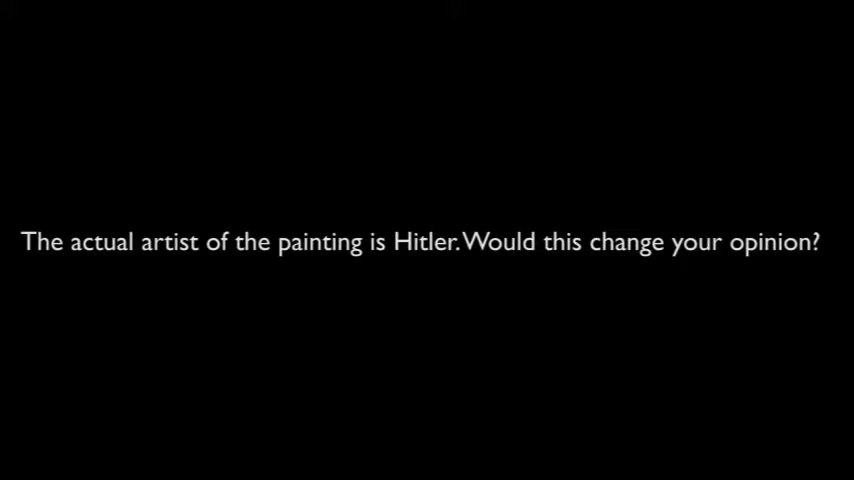 The actual artist of the painting is Hitler. Would this change your opinion?